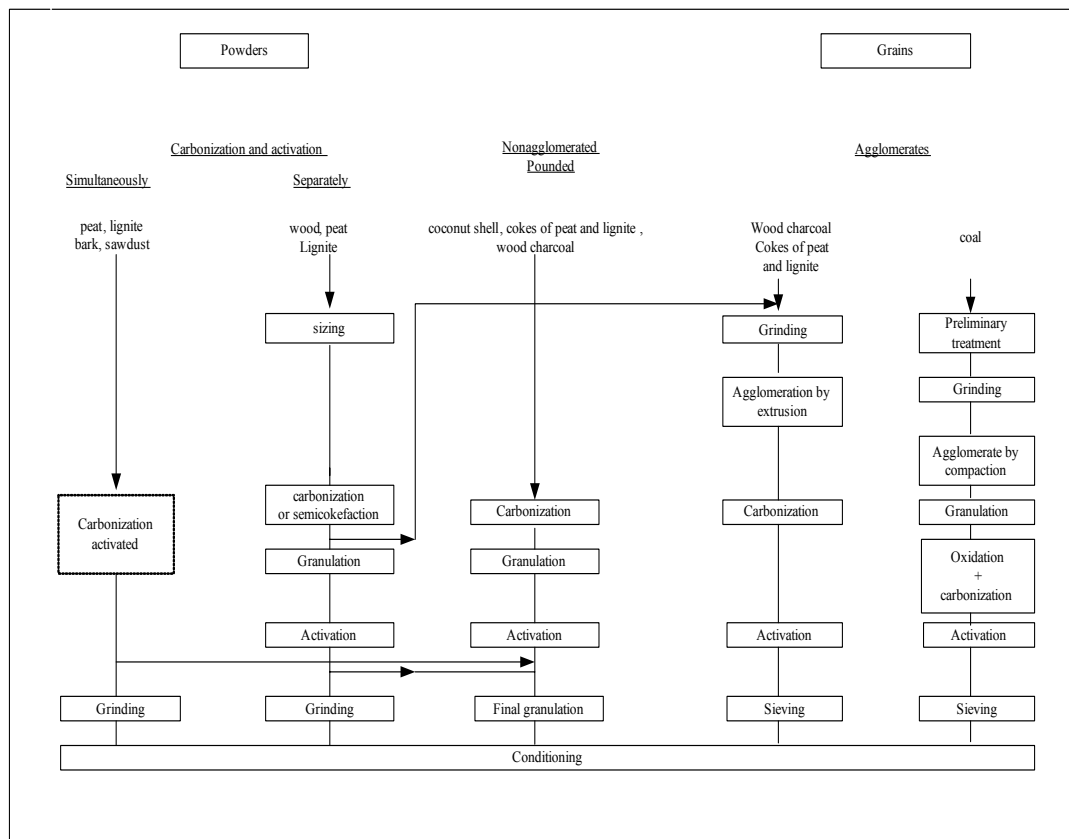 Powders
Grains
Carbonization and activation
Nonagglomerated
Pounded
Agglomerates
Simultaneously
Separately
peat, lignite
bark, sawdust
wood, peat
Lignite
coconut shell, cokes of peat and lignite ,
wood charcoal
Wood charcoal
Cokes of peat
and lignite
coal
sizing
Grinding
Preliminary
treatment
Agglomeration by
extrusion
Grinding
Agglomerate by
compaction
Carbonization
activated
carbonization
or semicokefaction
Carbonization
Carbonization
Granulation
Granulation
Granulation
Oxidation
+
carbonization
Activation
Activation
Activation
Activation
Grinding
Grinding
Final granulation
Sieving
Sieving
Conditioning